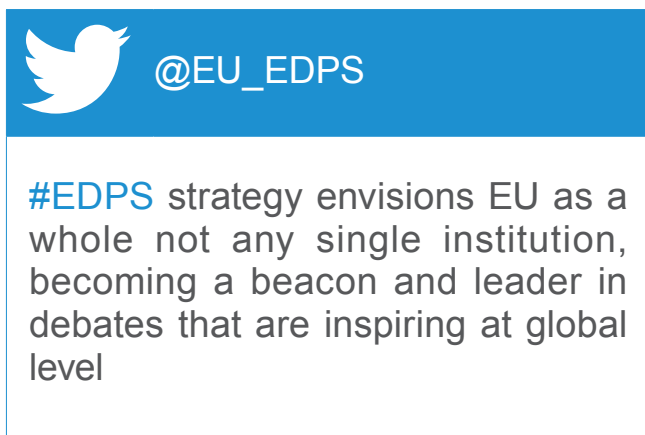 @EU_EDPS
#EDPS strategy envisions EU as a
whole not any single institution,
becoming a beacon and leader in
debates that are inspiring at global
level